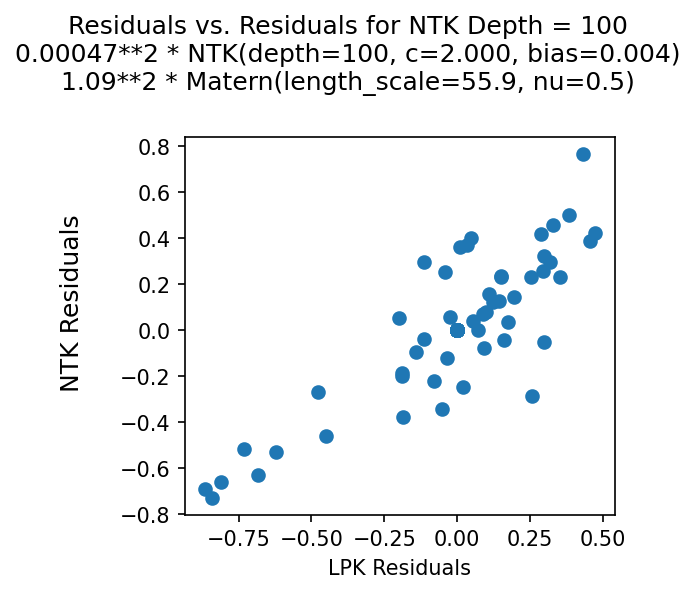 Residuals vs. Residuals for NTK Depth = 100
0.00047**2 * NTK(depth=100, c=2.000, bias=0.004)
1.09**2 * Matern(length_scale=55.9, nu=0.5)
0.8
0.6
0.4
0.2
0.0
−0.2
−0.4
−0.6
−0.8
NTK Residuals
−0.75 −0.50 −0.25 0.00 0.25 0.50
LPK Residuals